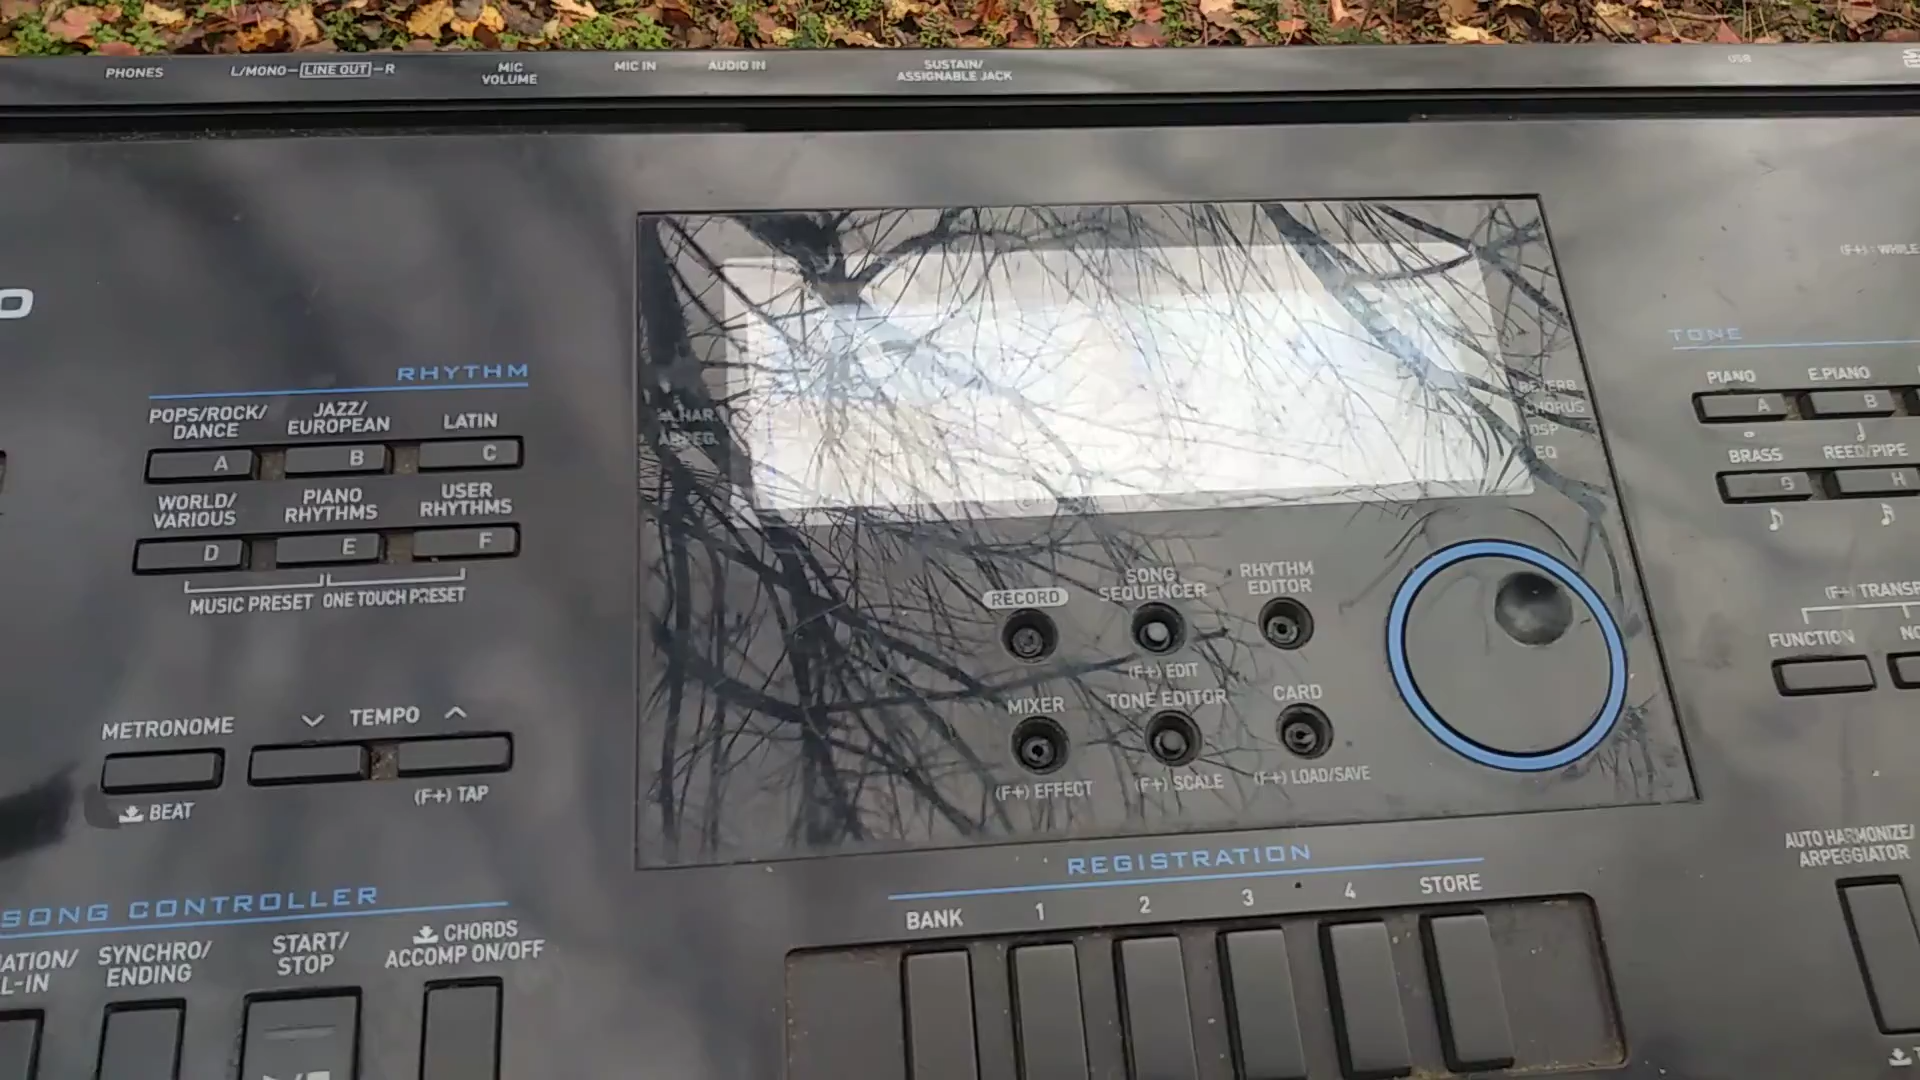 PHONES
L/MONO LINE OUT R
MIC
VOLUME
MIC IN
AUDIO IN
SUSTAIN/
ASSIGNABLE JACK
USB
(F+) : WHILE
RHYTHM
POPS/ROCK/
DANCE
JAZZ/
EUROPEAN
LATIN
A
B
C
WORLD/
VARIOUS
PIANO
RHYTHMS
USER
RHYTHMS
D
E
F
MUSIC PRESET
ONE TOUCH PRESET
METRONOME
TEMPO
BEAT
(F+) TAP
SONG CONTROLLER
SYNCHRO/
ENDING
START/
STOP
CHORDS
ACCOMP ON/OFF
A.HAR.
ARPEG.
REVERB
CHORUS
DSP
EQ
RECORD
SONG
SEQUENCER
RHYTHM
EDITOR
(F+) EDIT
MIXER
TONE EDITOR
CARD
(F+) EFFECT
(F+) SCALE
(F+) LOAD/SAVE
REGISTRATION
BANK
1
2
3
4
STORE
TONE
PIANO
E.PIANO
A
B
BRASS
REED/PIPE
G
H
FUNCTION
AUTO HARMONIZE/
ARPEGGIATOR